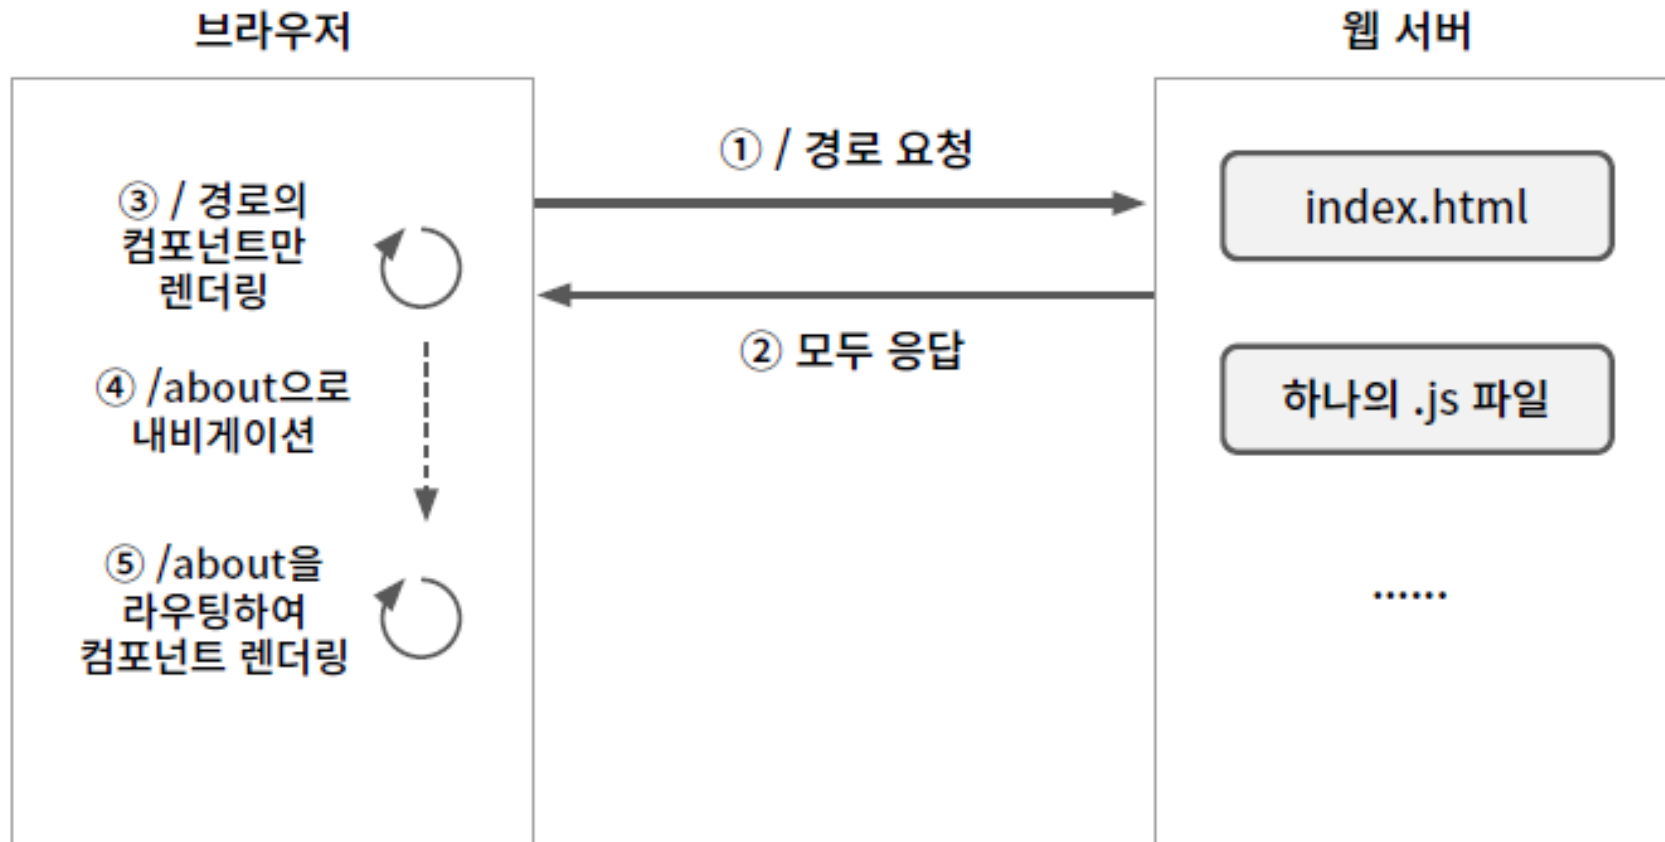 브라우저
웹 서버
① / 경로 요청
index.html
③ / 경로의
컴포넌트만
렌더링
② 모두 응답
하나의 .js 파일
④ /about으로
내비게이션
⑤ /about을
라우팅하여
컴포넌트 렌더링
......